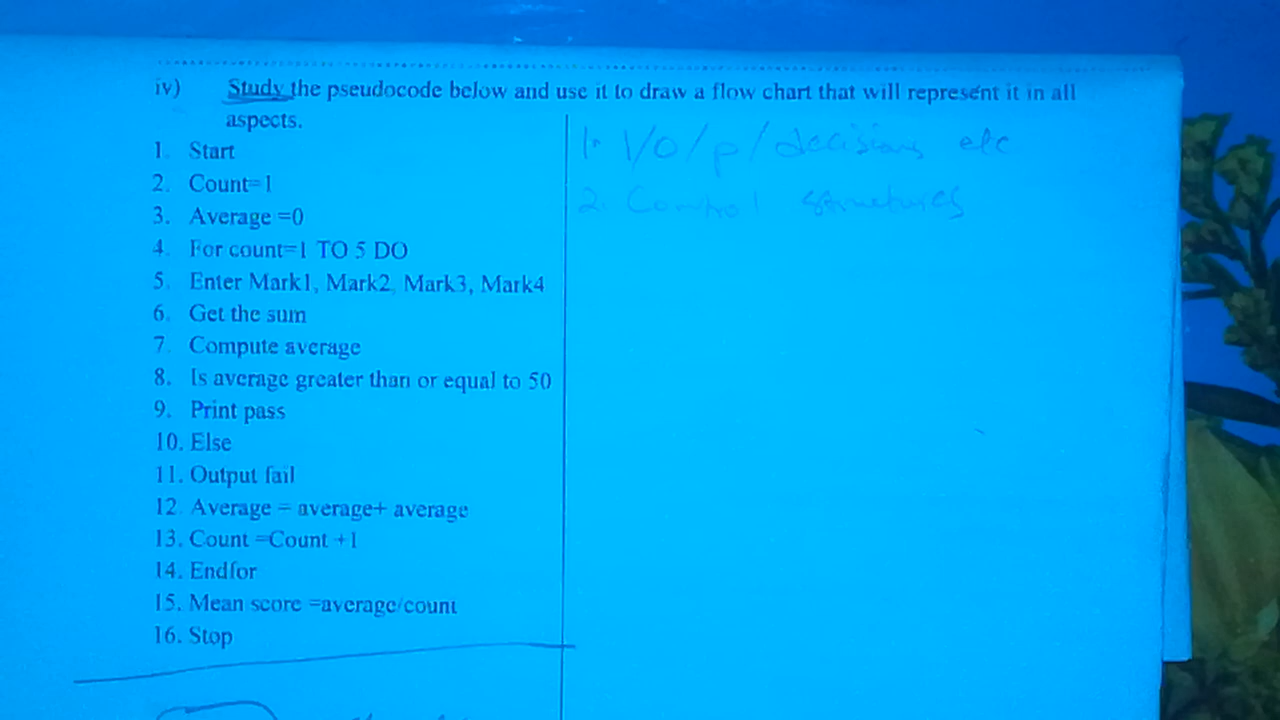 iv) Study the pseudocode below and use it to draw a flow chart that will represent it in all
aspects.
1. Start
2. Count=1
3. Average =0
4. For count=1 TO 5 DO
5. Enter Mark1, Mark2, Mark3, Mark4
6. Get the sum
7. Compute average
8. Is average greater than or equal to 50
9. Print pass
10. Else
11. Output fail
12. Average = average+ average
13. Count =Count +1
14. Endfor
15. Mean score =average/count
16. Stop
1. I/O/p/decisions etc
2. Control structures